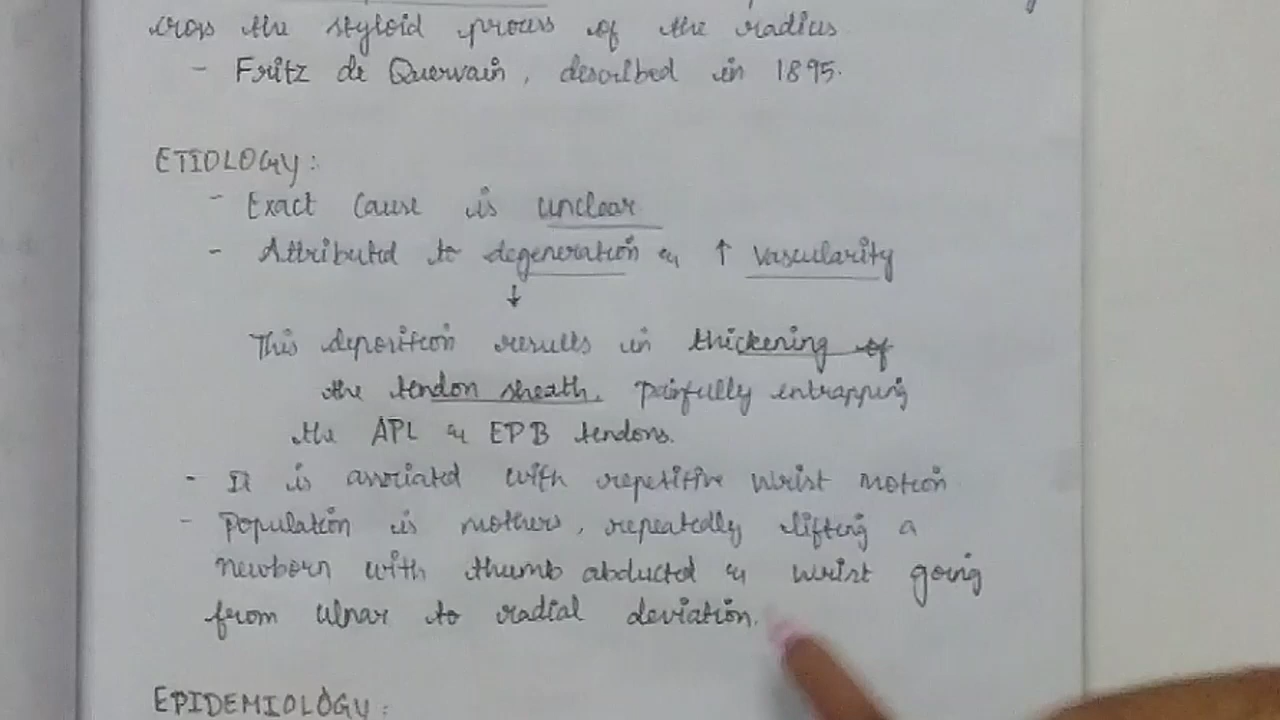 cross the styloid process of the radius
- Fritz de Quervain, described in 1895.
ETIOLOGY:
- Exact cause is unclear
- Attributed to degeneration & ↑ vascularity
↓
This deposition results in thickening of
the tendon sheath, painfully entrapping
the APL & EPB tendons.
- It is associated with repetitive wrist motion
- Population is mothers, repeatedly lifting a
newborn with thumb abducted & wrist going
from ulnar to radial deviation.
EPIDEMIOLOGY: